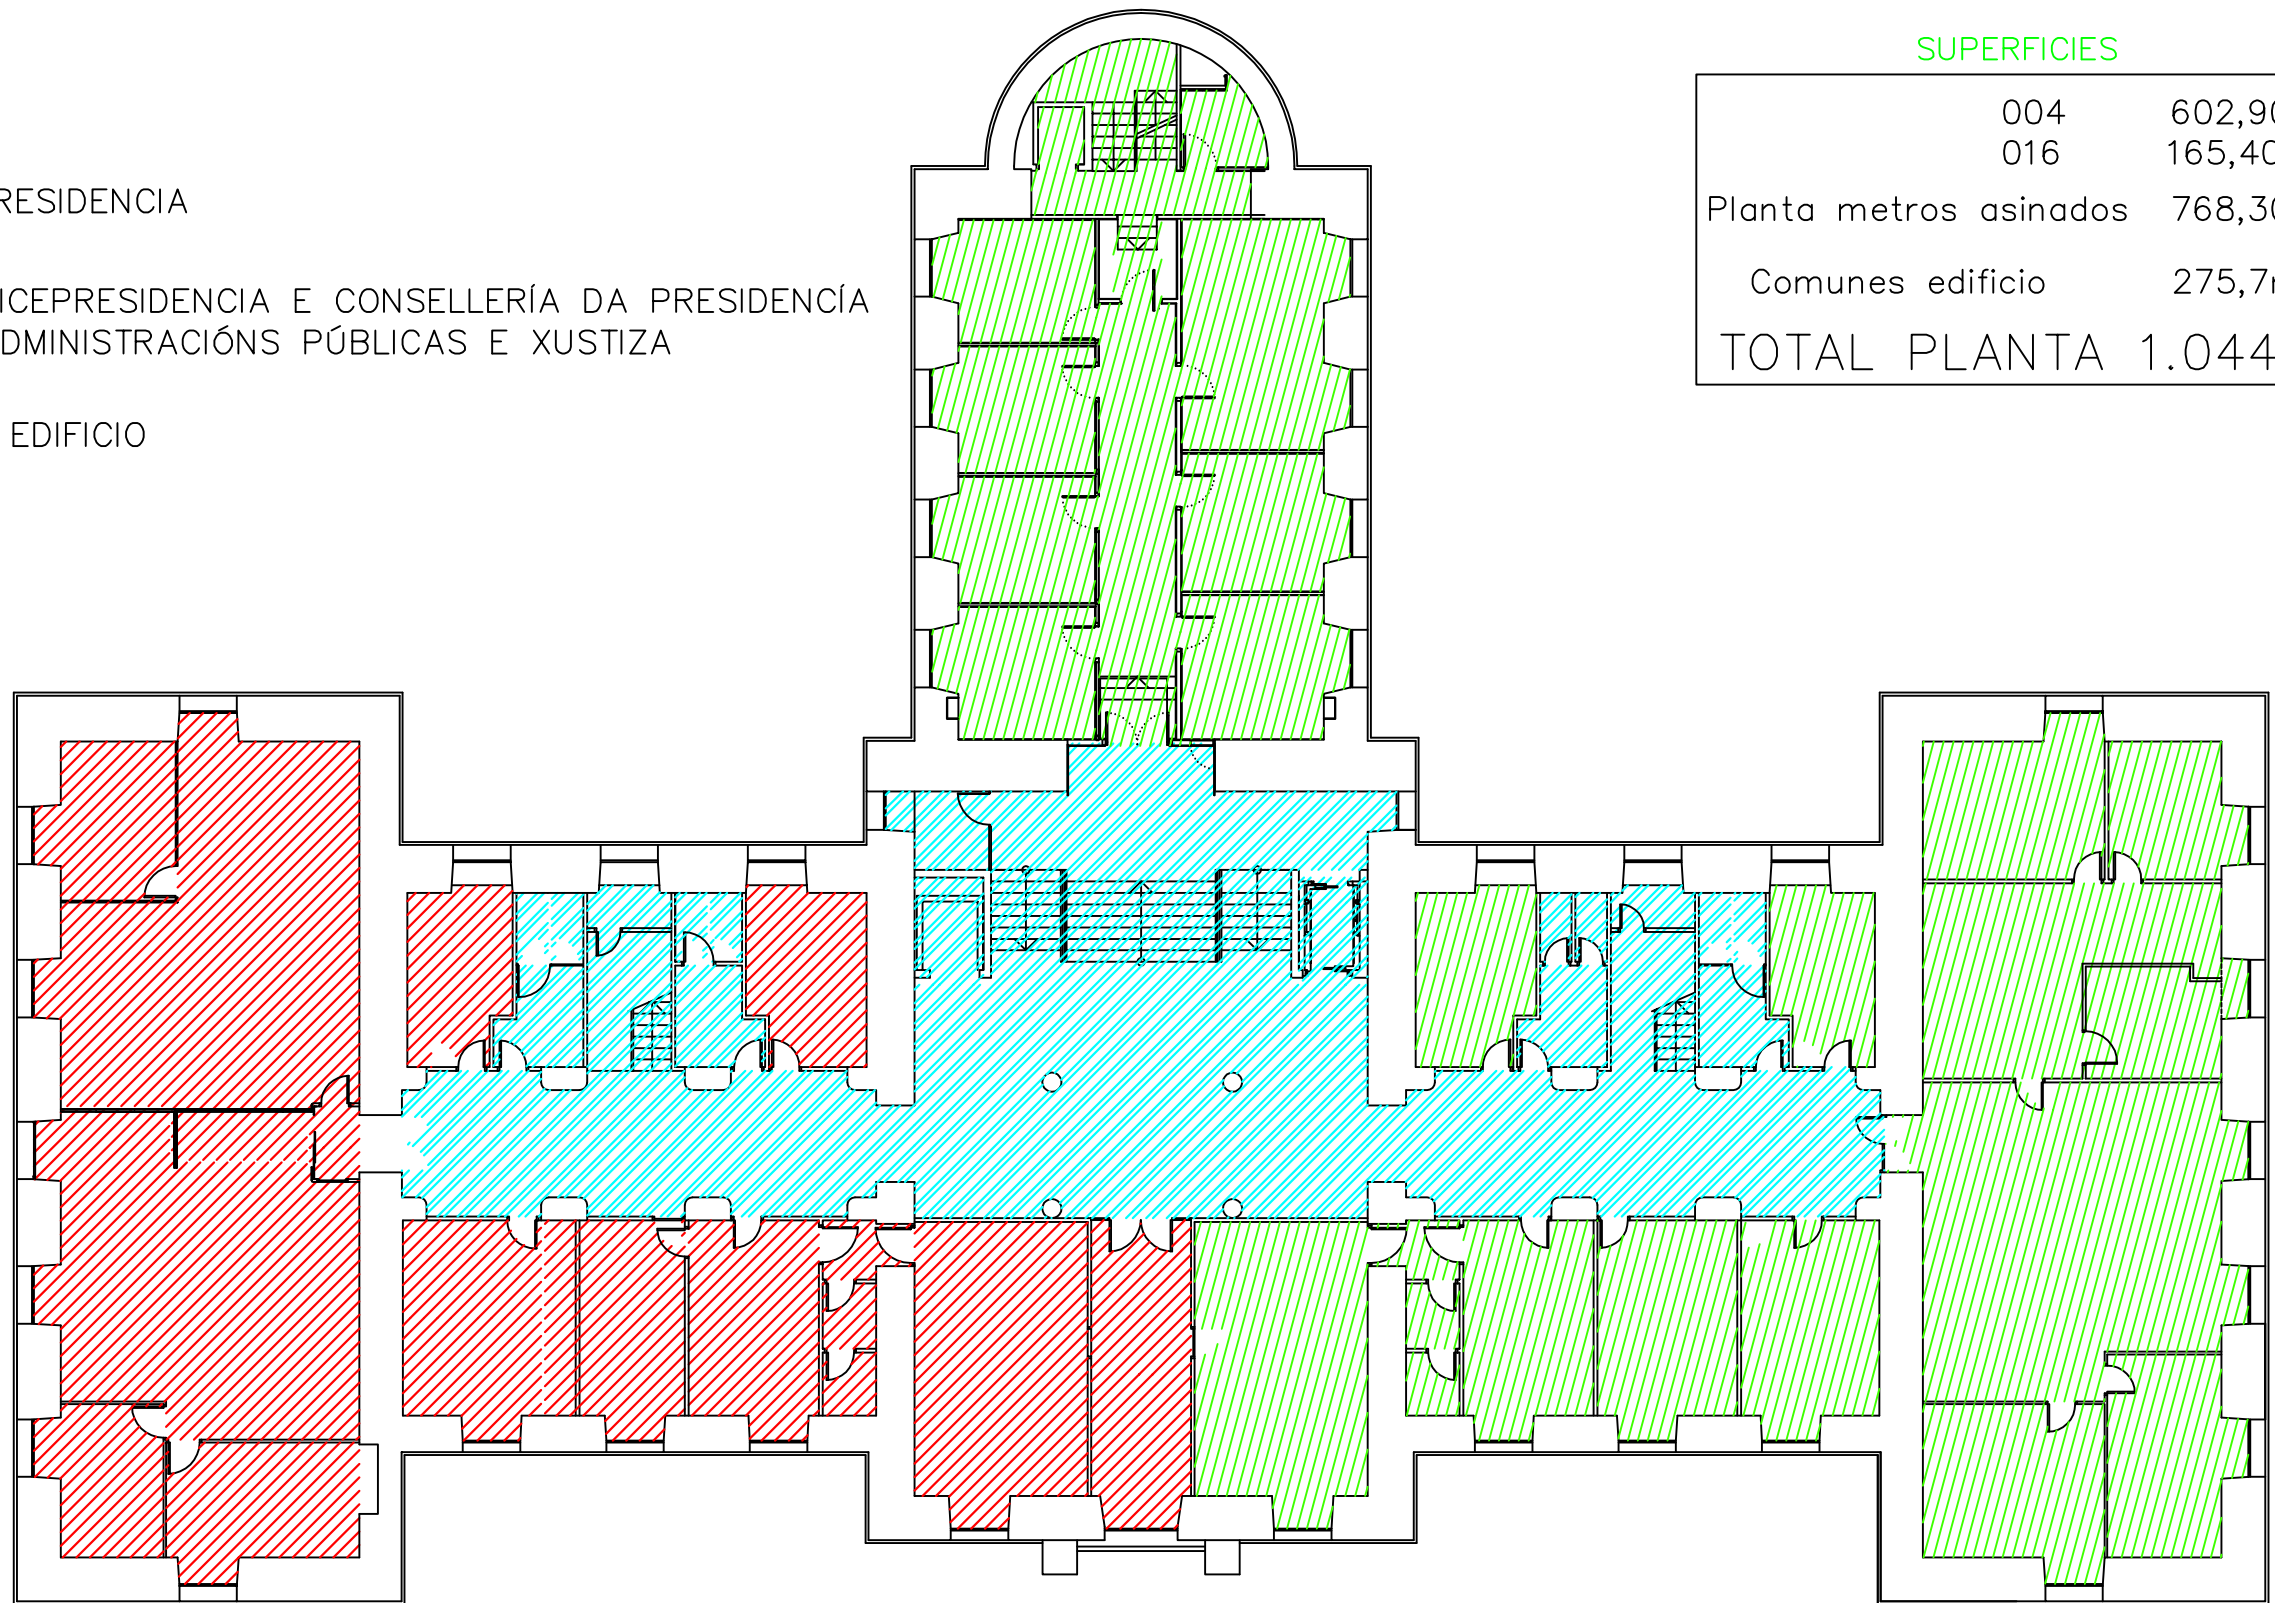 SUPERFICIES
004 602,90
016 165,40
RESIDENCIA
Planta metros asinados 768,30
Comunes edificio 275,7
ICEPRESIDENCIA E CONSELLERÍA DA PRESIDENCÍA
DMINISTRACIÓNS PÚBLICAS E XUSTIZA
TOTAL PLANTA 1.044
EDIFICIO